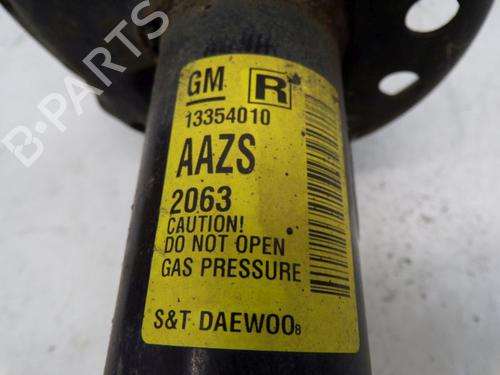 GM R
13354010
AAZS
2063
CAUTION!
DO NOT OPEN
GAS PRESSURE
S&T DAEWOO8
B-PARTS